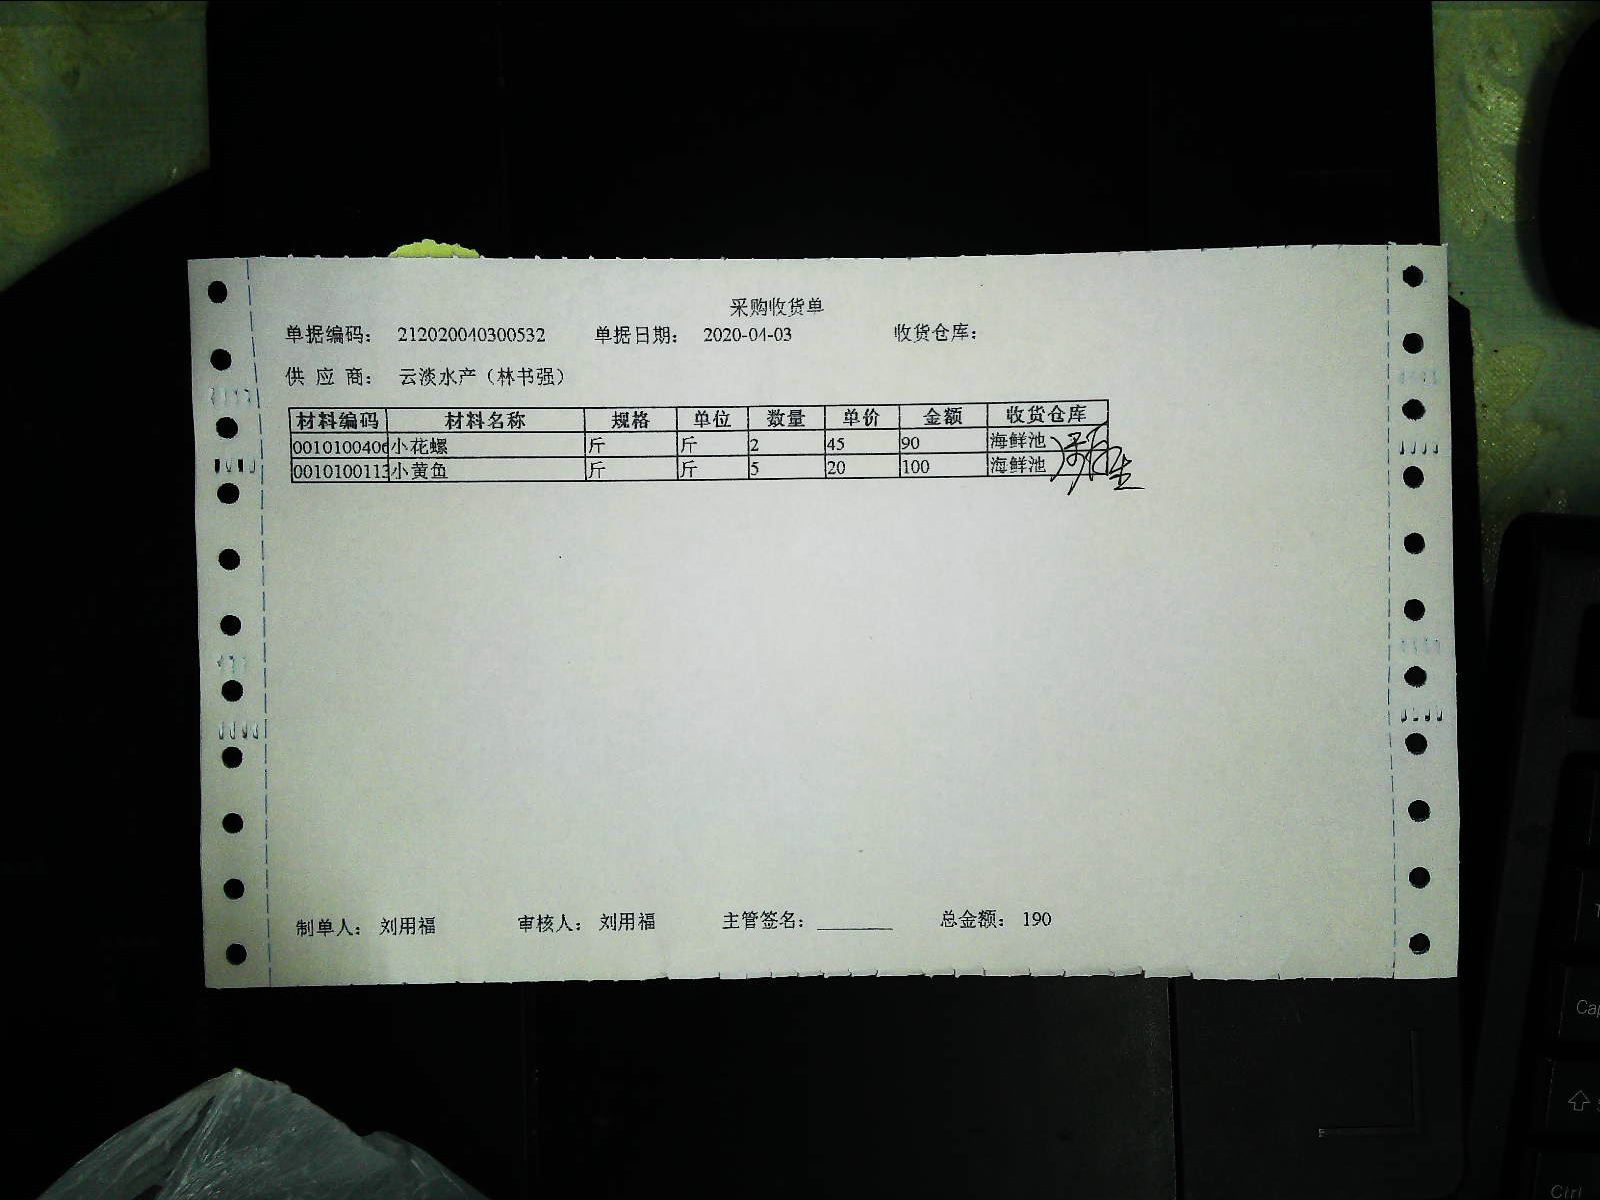 采购收货单
单据编码： 212020040300532 单据日期： 2020-04-03 收货仓库：
供 应 商： 云淡水产（林书强）
材料编码 材料名称 规格 单位 数量 单价 金额 收货仓库
0010100406 小花螺 斤 斤 2 45 90 海鲜池
0010100113 小黄鱼 斤 斤 5 20 100 海鲜池
制单人： 刘用福 审核人： 刘用福 主管签名： 总金额： 190